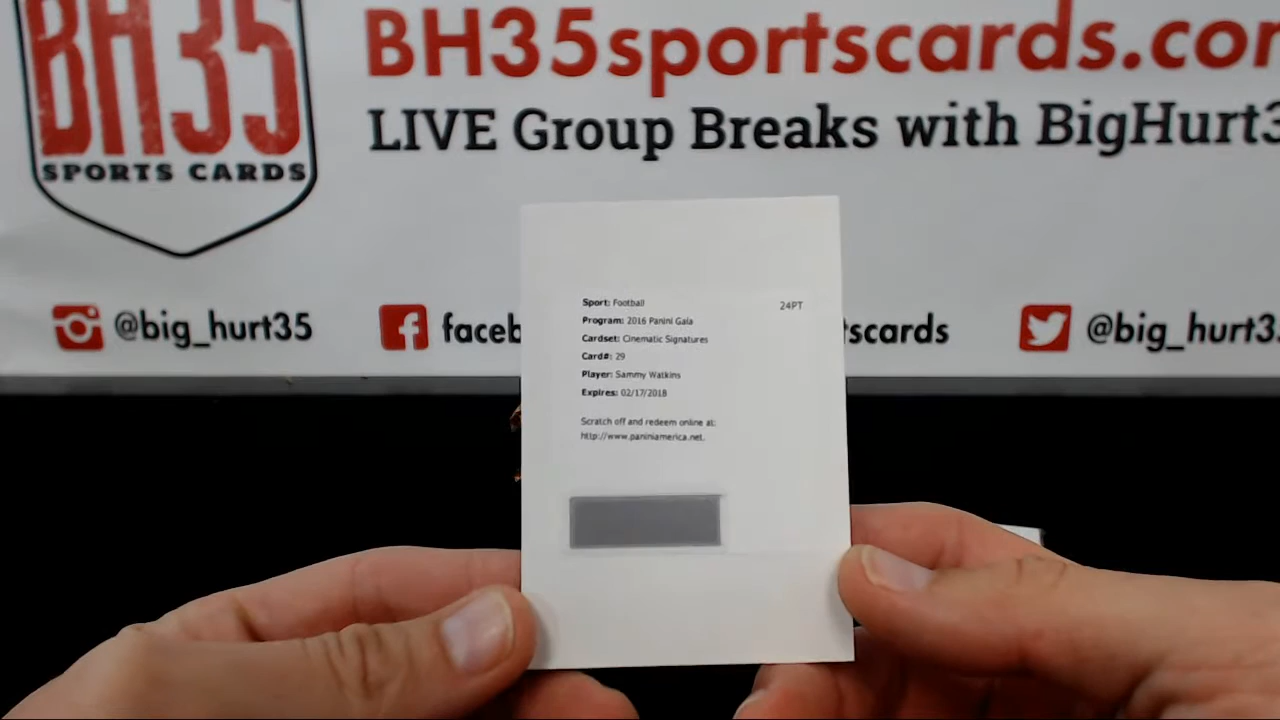 BH35
SPORTS CARDS
BH35sportscards.com
LIVE Group Breaks with BigHurt3
@big_hurt35
faceb
scards
@big_hurt3
Sport: Football
24PT
Program: 2016 Panini Gala
Cardset: Cinematic Signatures
Card#: 29
Player: Sammy Watkins
Expires: 02/17/2018
Scratch off and redeem online at:
http://www.paniniamerica.net.